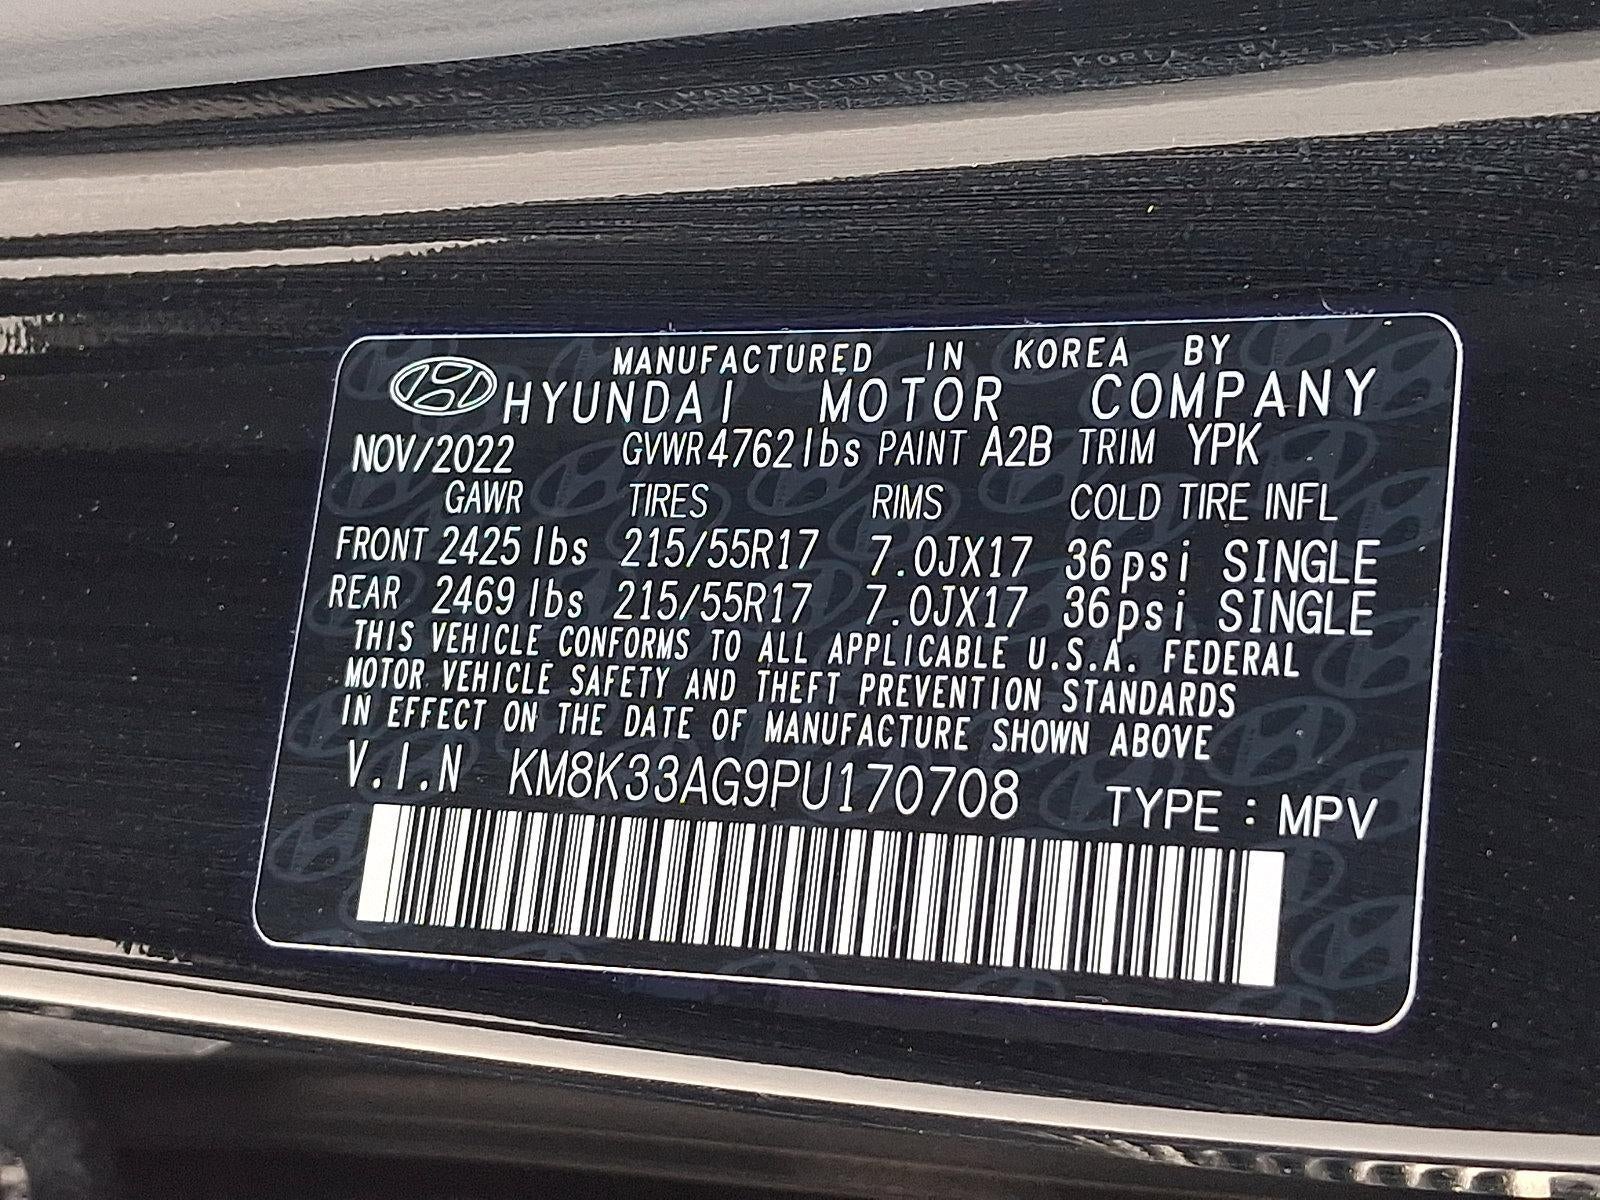 MANUFACTURED IN KOREA BY
HYUNDAI MOTOR COMPANY
NOV/2022 GVWR 4762 lbs PAINT A2B TRIM YPK
GAWR TIRES RIMS COLD TIRE INFL
FRONT 2425 lbs 215/55R17 7.0JX17 36psi SINGLE
REAR 2469 lbs 215/55R17 7.0JX17 36psi SINGLE
THIS VEHICLE CONFORMS TO ALL APPLICABLE U.S.A. FEDERAL
MOTOR VEHICLE SAFETY AND THEFT PREVENTION STANDARDS
IN EFFECT ON THE DATE OF MANUFACTURE SHOWN ABOVE
V.I.N KM8K33AG9PU170708 TYPE : MPV